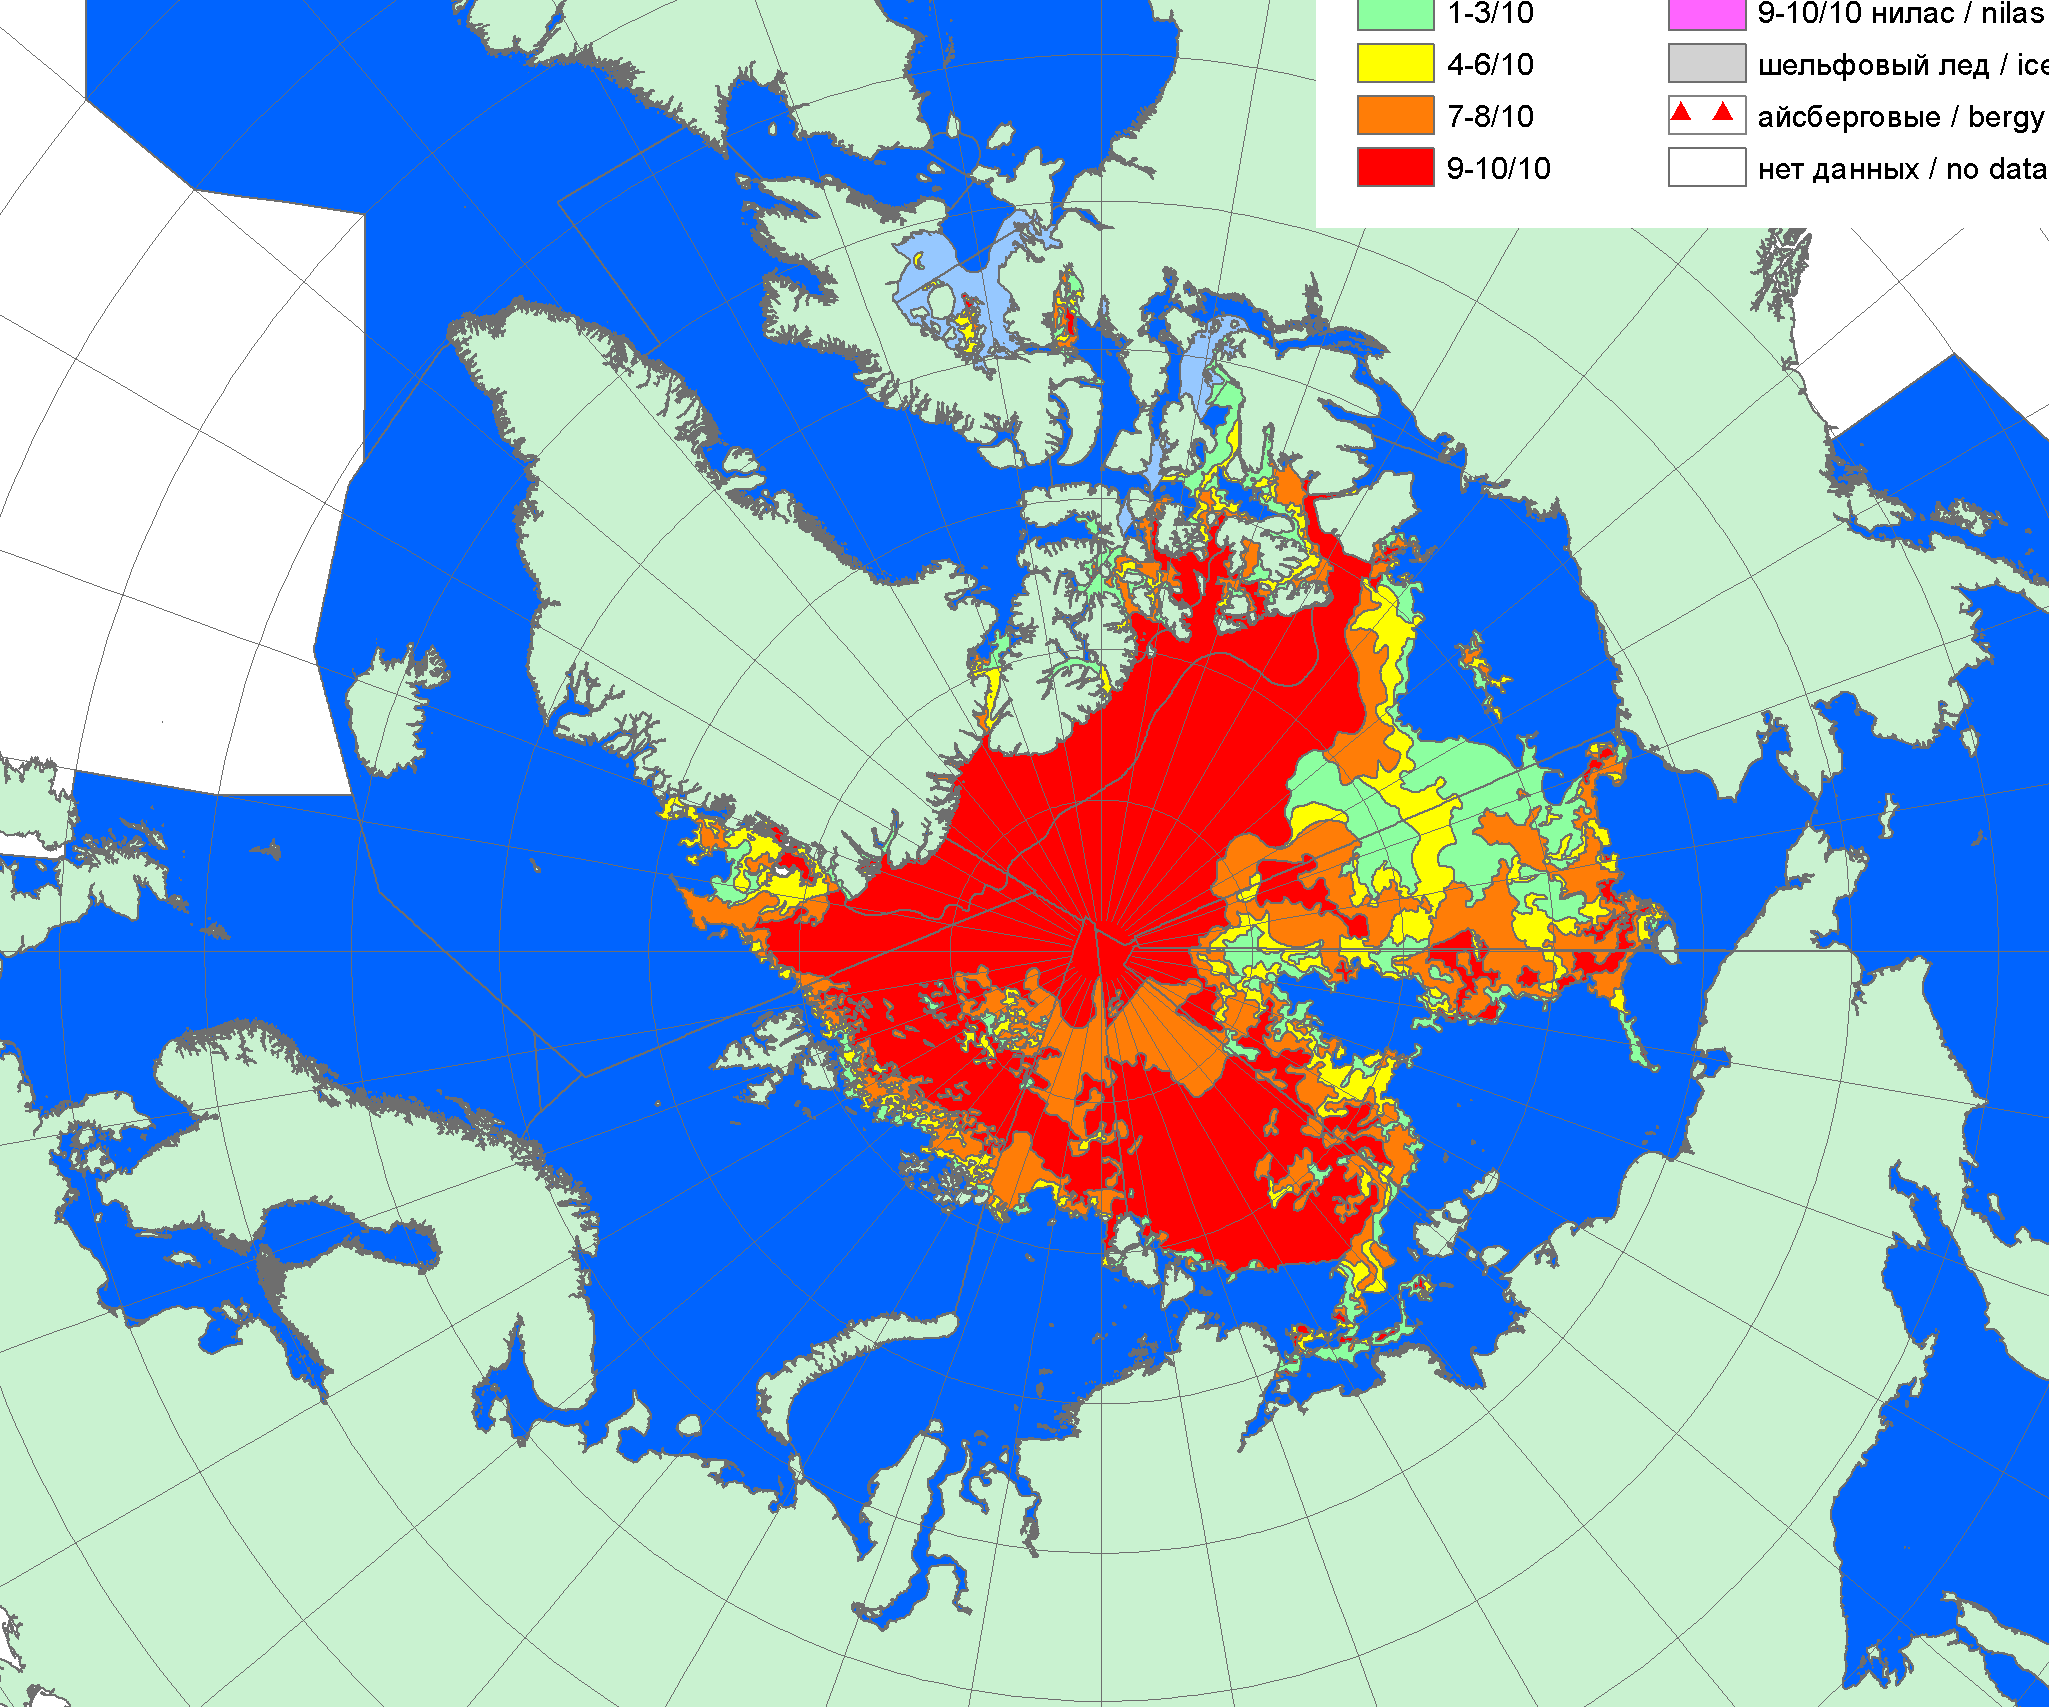 1-3/10
9-10/10 нилас / nilas
4-6/10
шельфовый лед / ice
7-8/10
айсберговые / bergy
9-10/10
нет данных / no data